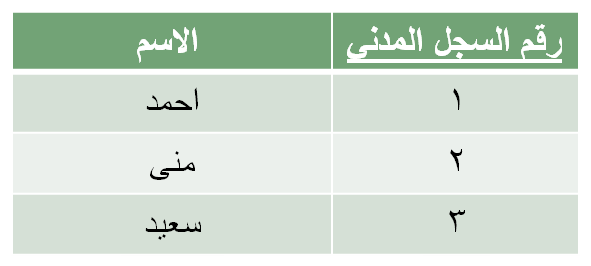 رقم السجل المدني الاسم
١ احمد
٢ منى
٣ سعيد